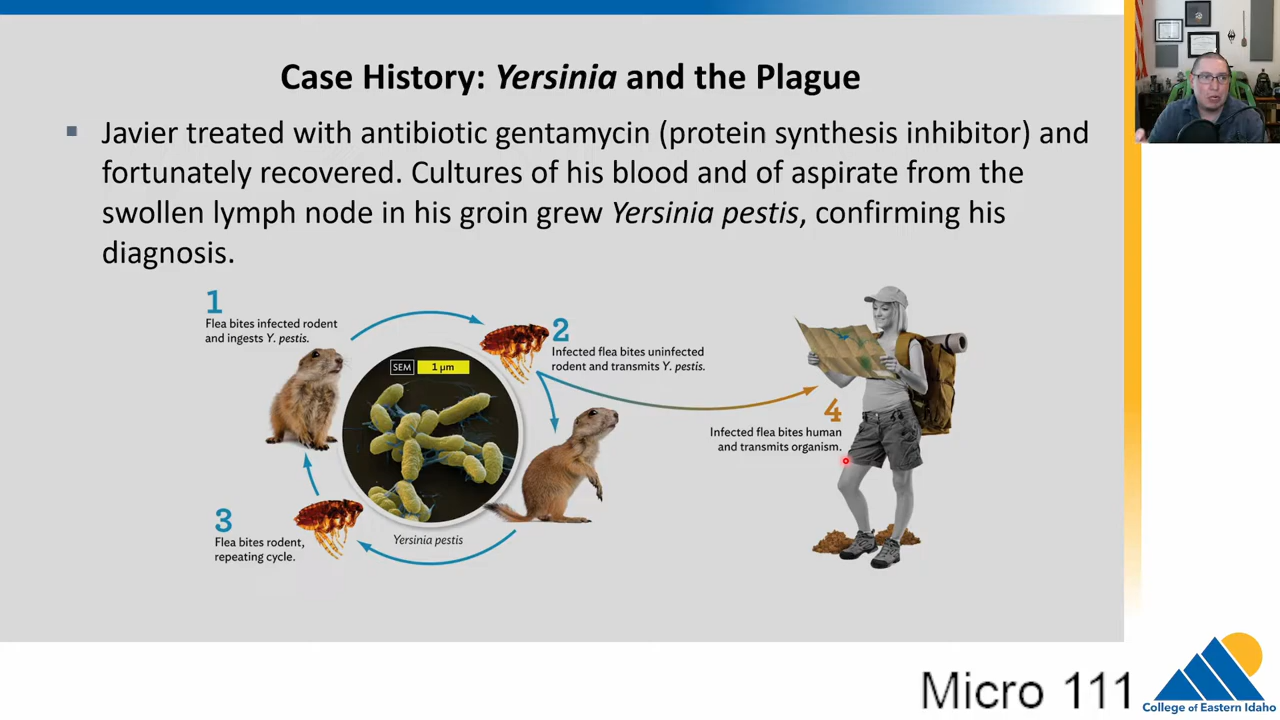 Case History: Yersinia and the Plague
▪ Javier treated with antibiotic gentamycin (protein synthesis inhibitor) and
fortunately recovered. Cultures of his blood and of aspirate from the
swollen lymph node in his groin grew Yersinia pestis, confirming his
diagnosis.
1
Flea bites infected rodent
and ingests Y. pestis.
SEM 1 µm
2
Infected flea bites uninfected
rodent and transmits Y. pestis.
4
Infected flea bites human
and transmits organism.
3
Flea bites rodent,
repeating cycle.
Yersinia pestis
Micro 111
College of Eastern Idaho